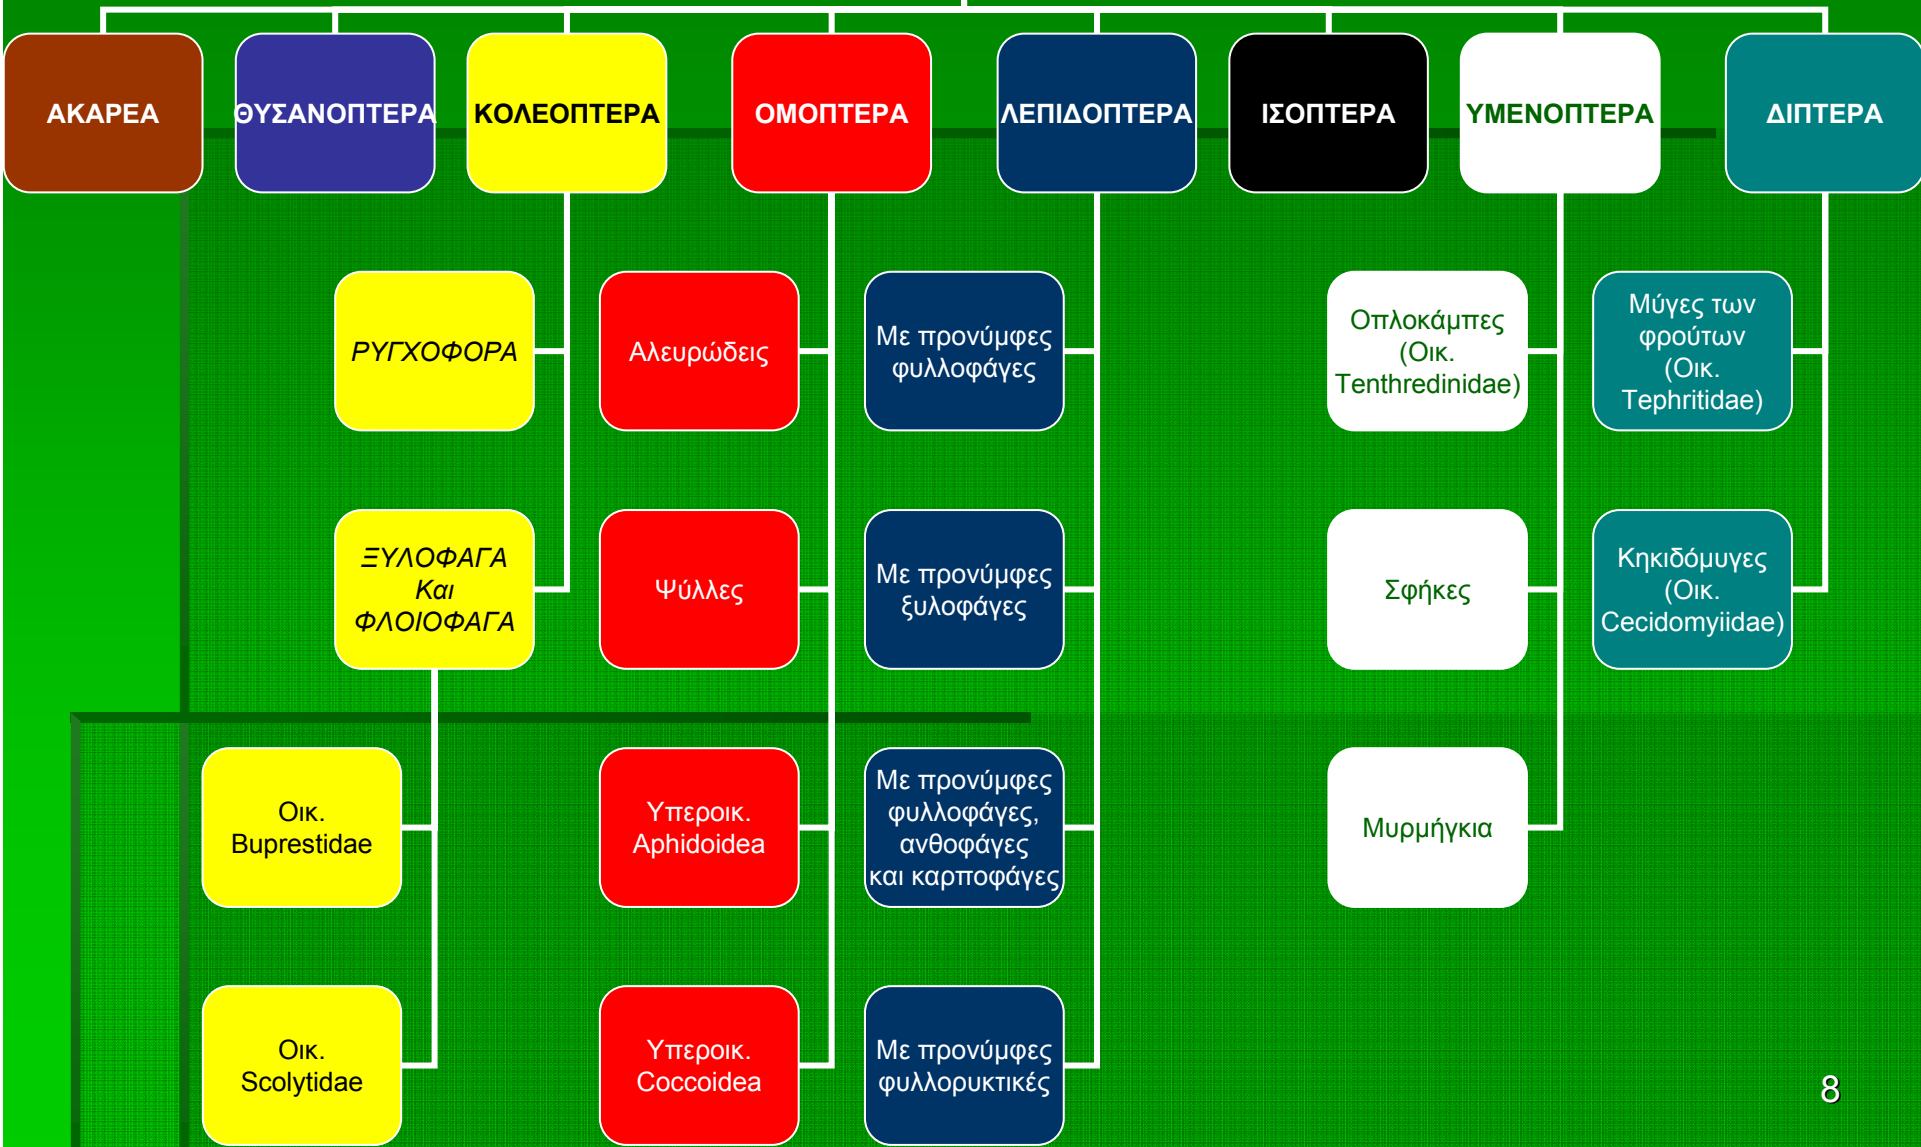 ΑΚΑΡΕΑ
ΘΥΣΑΝΟΠΤΕΡΑ
ΚΟΛΕΟΠΤΕΡΑ
ΟΜΟΠΤΕΡΑ
ΛΕΠΙΔΟΠΤΕΡΑ
ΙΣΟΠΤΕΡΑ
ΥΜΕΝΟΠΤΕΡΑ
ΔΙΠΤΕΡΑ
ΡΥΓΧΟΦΟΡΑ
Αλευρώδεις
Με προνύμφες
φυλλοφάγες
Οπλοκάμπες
(Οικ.
Tenthredinidae)
Μύγες των
φρούτων
(Οικ.
Tephritidae)
ΞΥΛΟΦΑΓΑ
Και
ΦΛΟΙΟΦΑΓΑ
Ψύλλες
Με προνύμφες
ξυλοφάγες
Σφήκες
Κηκιδόμυγες
(Οικ.
Cecidomyiidae)
Οικ.
Buprestidae
Υπεροικ.
Aphidoidea
Με προνύμφες
φυλλοφάγες,
ανθοφάγες
και καρποφάγες
Μυρμήγκια
Οικ.
Scolytidae
Υπεροικ.
Coccoidea
Με προνύμφες
φυλλορυκτικές
8